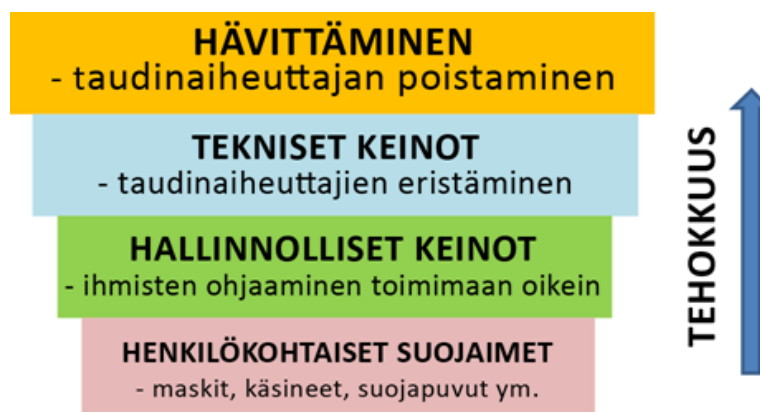 HÄVITTÄMINEN
- taudinaiheuttajan poistaminen
TEKNISET KEINOT
- taudinaiheuttajien eristäminen
HALLINNOLLISET KEINOT
- ihmisten ohjaaminen toimimaan oikein
HENKILÖKOHTAISET SUOJAIMET
- maskit, käsineet, suojapuvut ym.
TEHOKKUUS